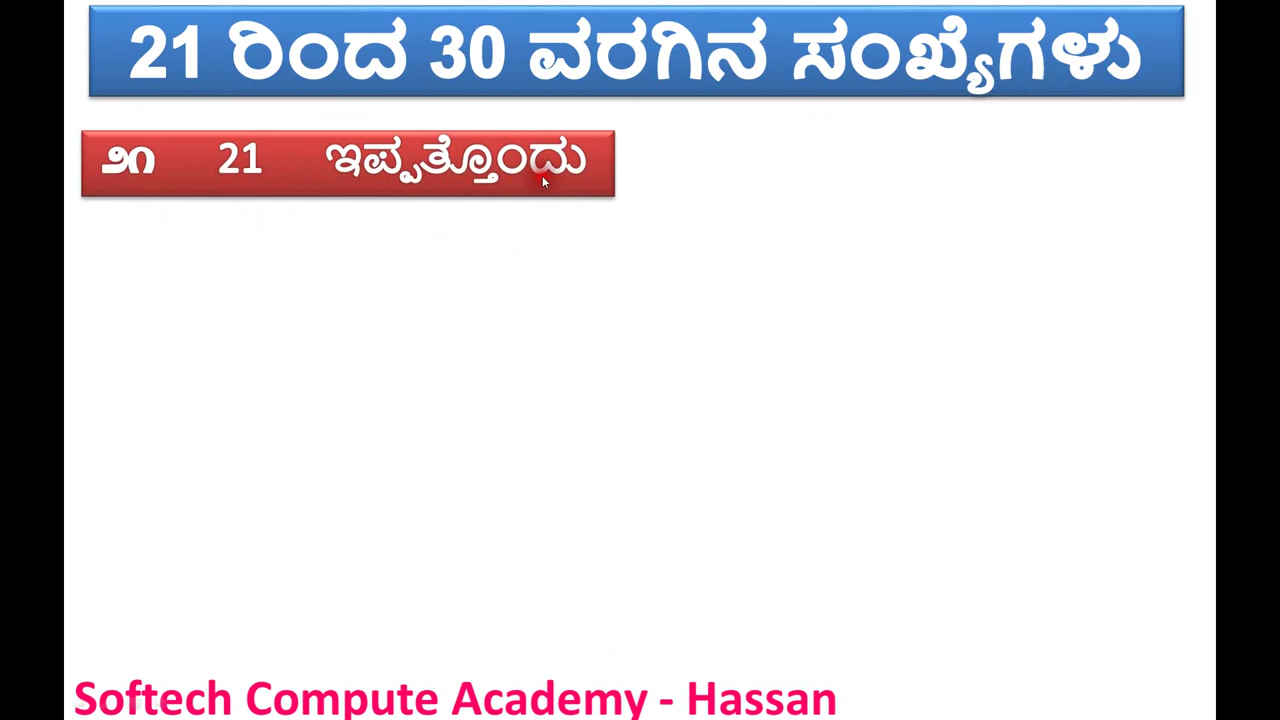 21 ರಿಂದ 30 ವರಗಿನ ಸಂಖ್ಯೆಗಳು
೨೧ 21 ಇಪ್ಪತ್ತೊಂದು
Softech Compute Academy - Hassan